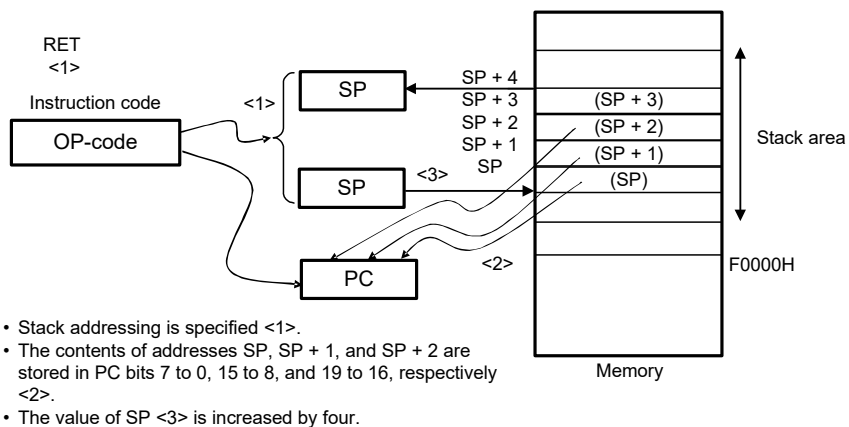 RET
<1>
Instruction code
OP-code
<1>
SP
SP
<3>
PC
SP + 4
SP + 3
SP + 2
SP + 1
SP
<2>
(SP + 3)
(SP + 2)
(SP + 1)
(SP)
Stack area
F0000H
Memory
• Stack addressing is specified <1>.
• The contents of addresses SP, SP + 1, and SP + 2 are
stored in PC bits 7 to 0, 15 to 8, and 19 to 16, respectively
<2>.
• The value of SP <3> is increased by four.